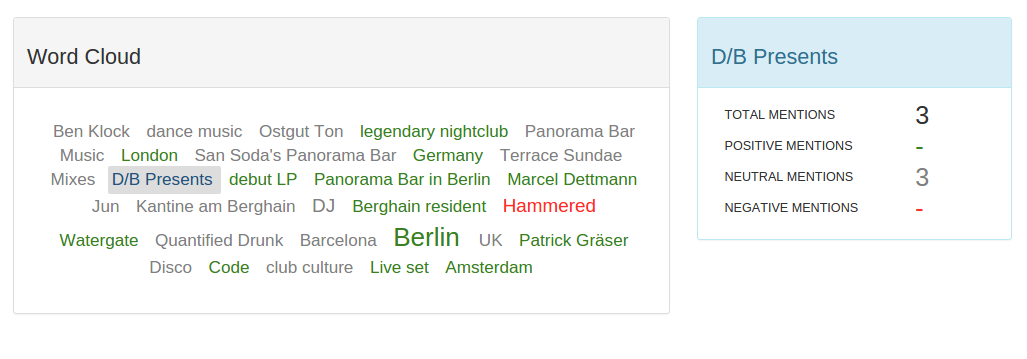 Word Cloud
Ben Klock dance music Ostgut Ton legendary nightclub Panorama Bar
Music London San Soda's Panorama Bar Germany Terrace Sundae
Mixes D/B Presents debut LP Panorama Bar in Berlin Marcel Dettmann
Jun Kantine am Berghain DJ Berghain resident Hammered
Watergate Quantified Drunk Barcelona Berlin UK Patrick Gräser
Disco Code club culture Live set Amsterdam
D/B Presents
TOTAL MENTIONS 3
POSITIVE MENTIONS -
NEUTRAL MENTIONS 3
NEGATIVE MENTIONS -